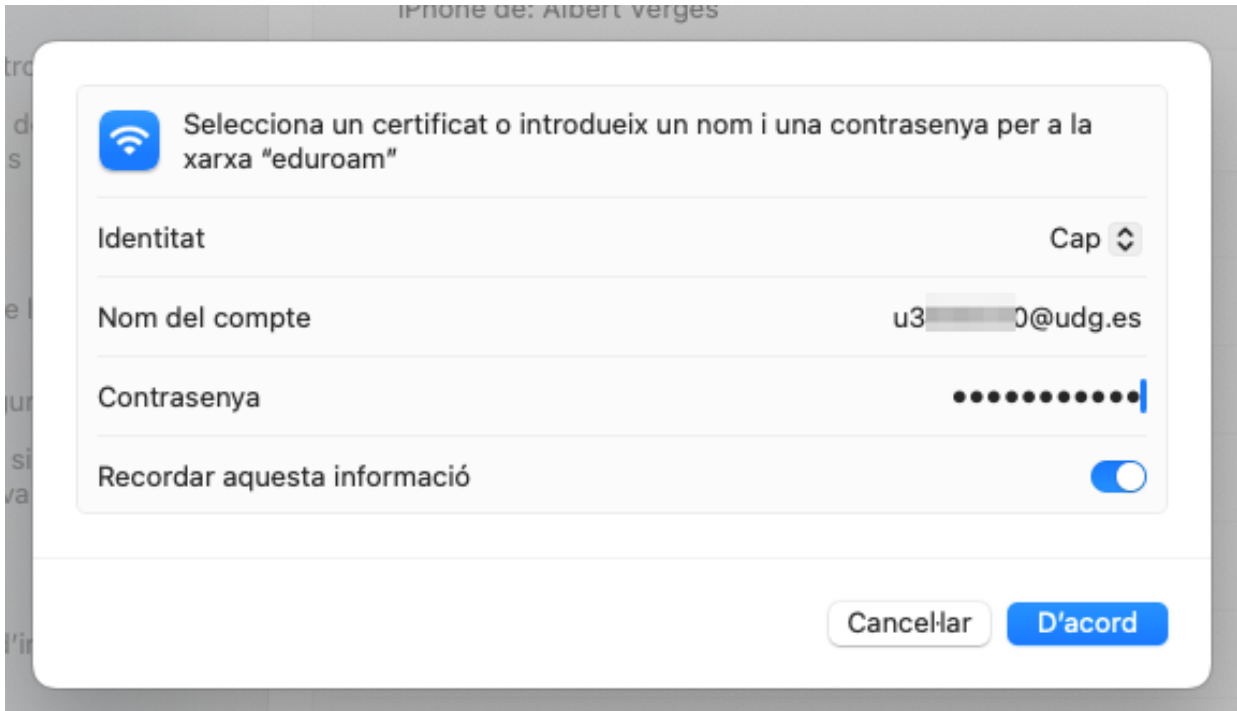 iPhone de: Albert Verges
Selecciona un certificat o introdueix un nom i una contrasenya per a la
xarxa “eduroam”
Identitat
Cap
Nom del compte
u3 0@udg.es
Contrasenya
•••••••••••
Recordar aquesta informació
Cancel·lar
D’acord